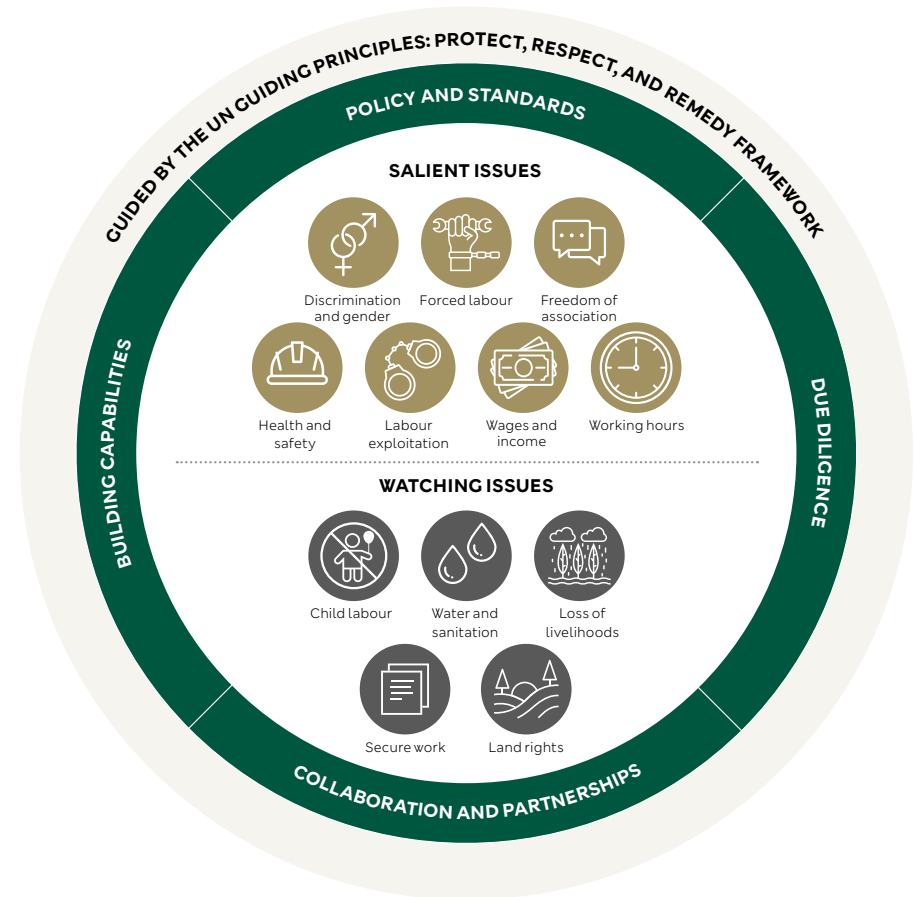 GUIDED BY THE UN GUIDING PRINCIPLES: PROTECT, RESPECT, AND REMEDY FRAMEWORK
POLICY AND STANDARDS
SALIENT ISSUES
Discrimination
and gender
Forced labour
Freedom of
association
Health and
safety
Labour
exploitation
Wages and
income
Working hours
BUILDING CAPABILITIES
DUE DILIGENCE
WATCHING ISSUES
Child labour
Water and
sanitation
Loss of
livelihoods
Secure work
Land rights
COLLABORATION AND PARTNERSHIPS